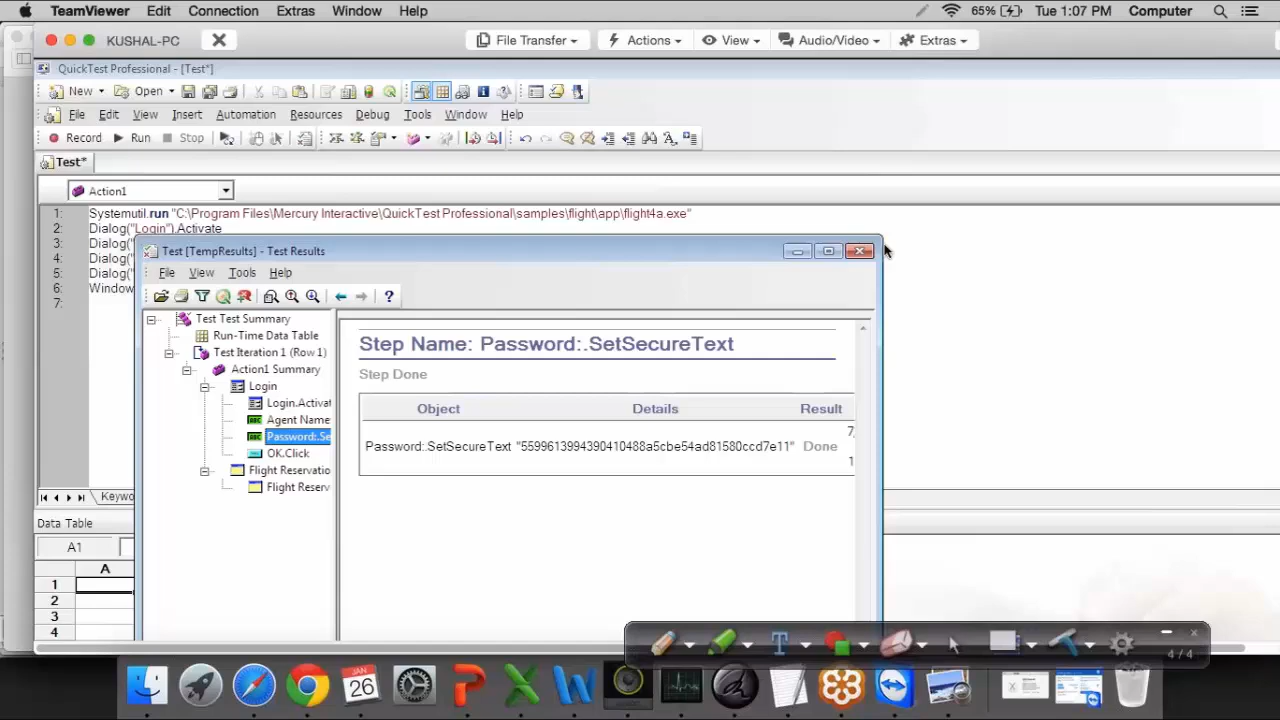 TeamViewer Edit Connection Extras Window Help 65% Tue 1:07 PM Computer
KUSHAL-PC File Transfer Actions View Audio/Video Extras
QuickTest Professional - [Test*]
New Open
File Edit View Insert Automation Resources Debug Tools Window Help
Record Run Stop
Test*
Action1
1: Systemutil.run "C:\Program Files\Mercury Interactive\QuickTest Professional\samples\flight\app\flight4a.exe"
2: Dialog("Login").Activate
3: Dialog("
4: Dialog("
5: Dialog("
6: Window
7:
Test [TempResults] - Test Results
File View Tools Help
Test Test Summary
Run-Time Data Table
Test Iteration 1 (Row 1)
Action1 Summary
Login
Login.Activat
Agent Name
Password:.Se
OK.Click
Flight Reservatio
Flight Reserv
Step Name: Password:.SetSecureText
Step Done
Object Details Result
7,
Password:.SetSecureText "5599613994390410488a5cbe54ad81580ccd7e11" Done
1
Keywo
Data Table
A1
A
1
2
3
4
4 / 4
JAN
26